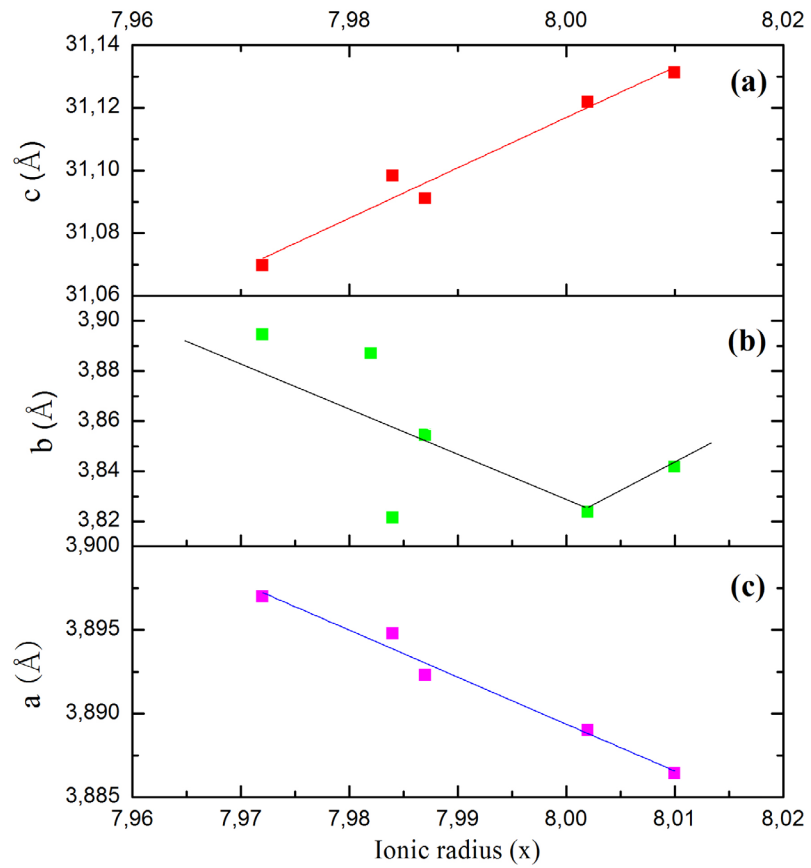 7,96 7,98 8,00 8,02
31,14
31,12
31,10
31,08
31,06
c (Å)
(a)
3,90
3,88
3,86
3,84
3,82
b (Å)
(b)
3,900
3,895
3,890
3,885
a (Å)
(c)
7,96 7,97 7,98 7,99 8,00 8,01 8,02
Ionic radius (x)